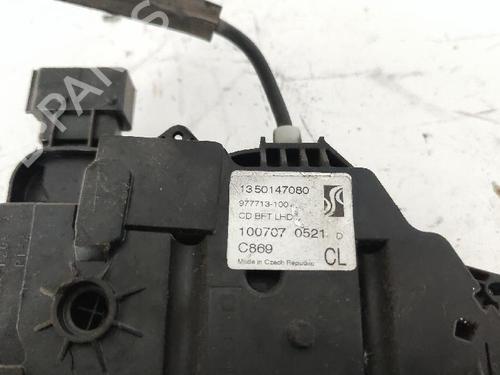 1350147080
977713-100
CD BFT LHD
100707 0521 D
C869 CL
Made in Czech Republic